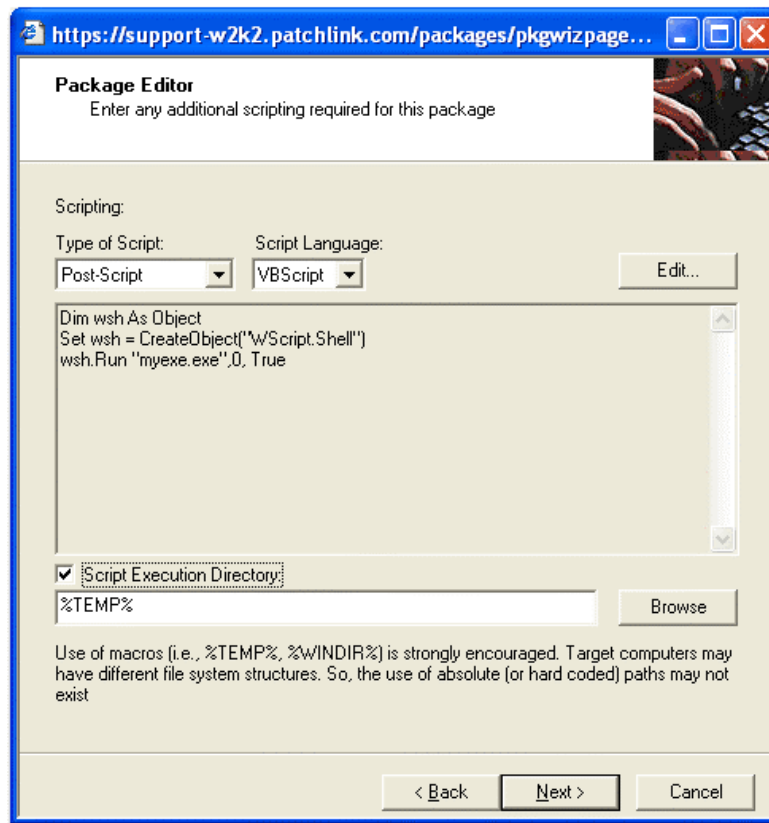 https://support-w2k2.patchlink.com/packages/pkgwizpage...
Package Editor
Enter any additional scripting required for this package
Scripting:
Type of Script: Script Language:
Post-Script VBScript Edit...
Dim wsh As Object
Set wsh = CreateObject("WScript.Shell")
wsh.Run "myexe.exe",0, True
Script Execution Directory:
%TEMP% Browse
Use of macros (i.e., %TEMP%, %WINDIR%) is strongly encouraged. Target computers may
have different file system structures. So, the use of absolute (or hard coded) paths may not
exist
< Back Next > Cancel